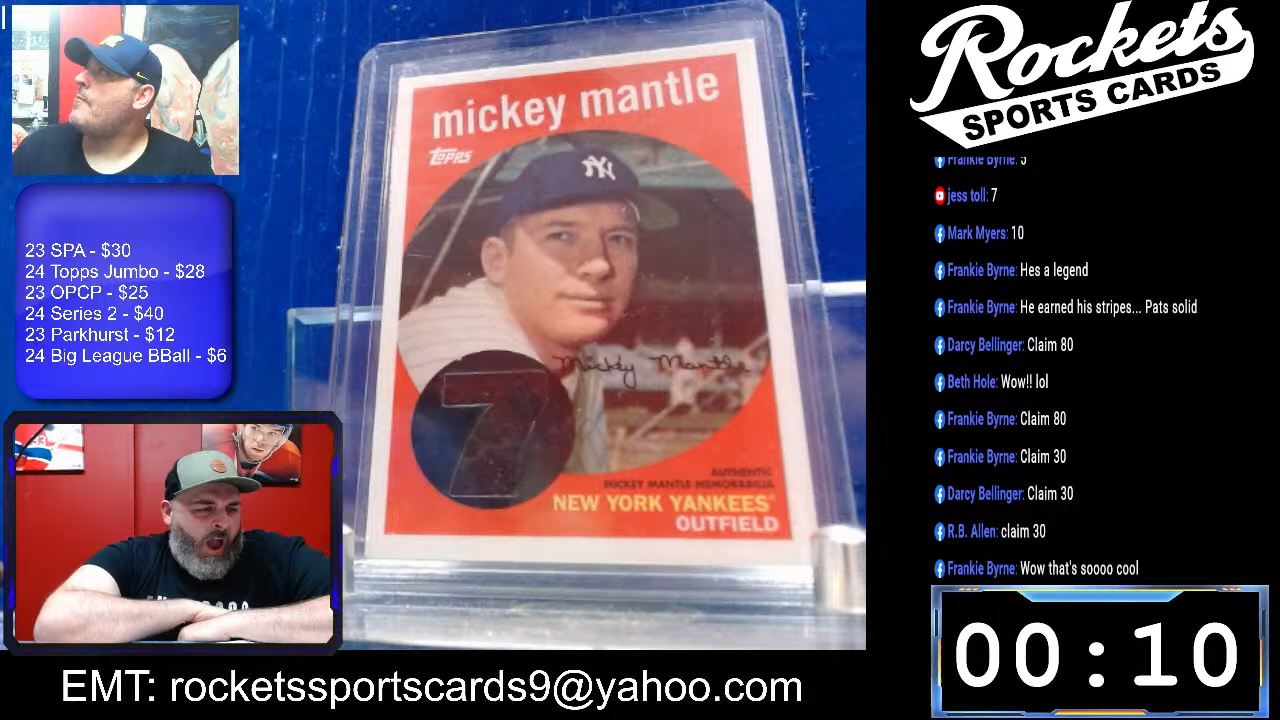 23 SPA - $30
24 Topps Jumbo - $28
23 OPCP - $25
24 Series 2 - $40
23 Parkhurst - $12
24 Big League BBall - $6
mickey mantle
Topps
NY
Micky Mantle
7
AUTHENTIC
MICKEY MANTLE MEMORABILIA
NEW YORK YANKEES
OUTFIELD
Rockets
SPORTS CARDS
Frankie Byrne: 5
jess toll: 7
Mark Myers: 10
Frankie Byrne: Hes a legend
Frankie Byrne: He earned his stripes... Pats solid
Darcy Bellinger: Claim 80
Beth Hole: Wow!! lol
Frankie Byrne: Claim 80
Frankie Byrne: Claim 30
Darcy Bellinger: Claim 30
R.B. Allen: claim 30
Frankie Byrne: Wow that's soooo cool
00:10
EMT: rocketssportscards9@yahoo.com